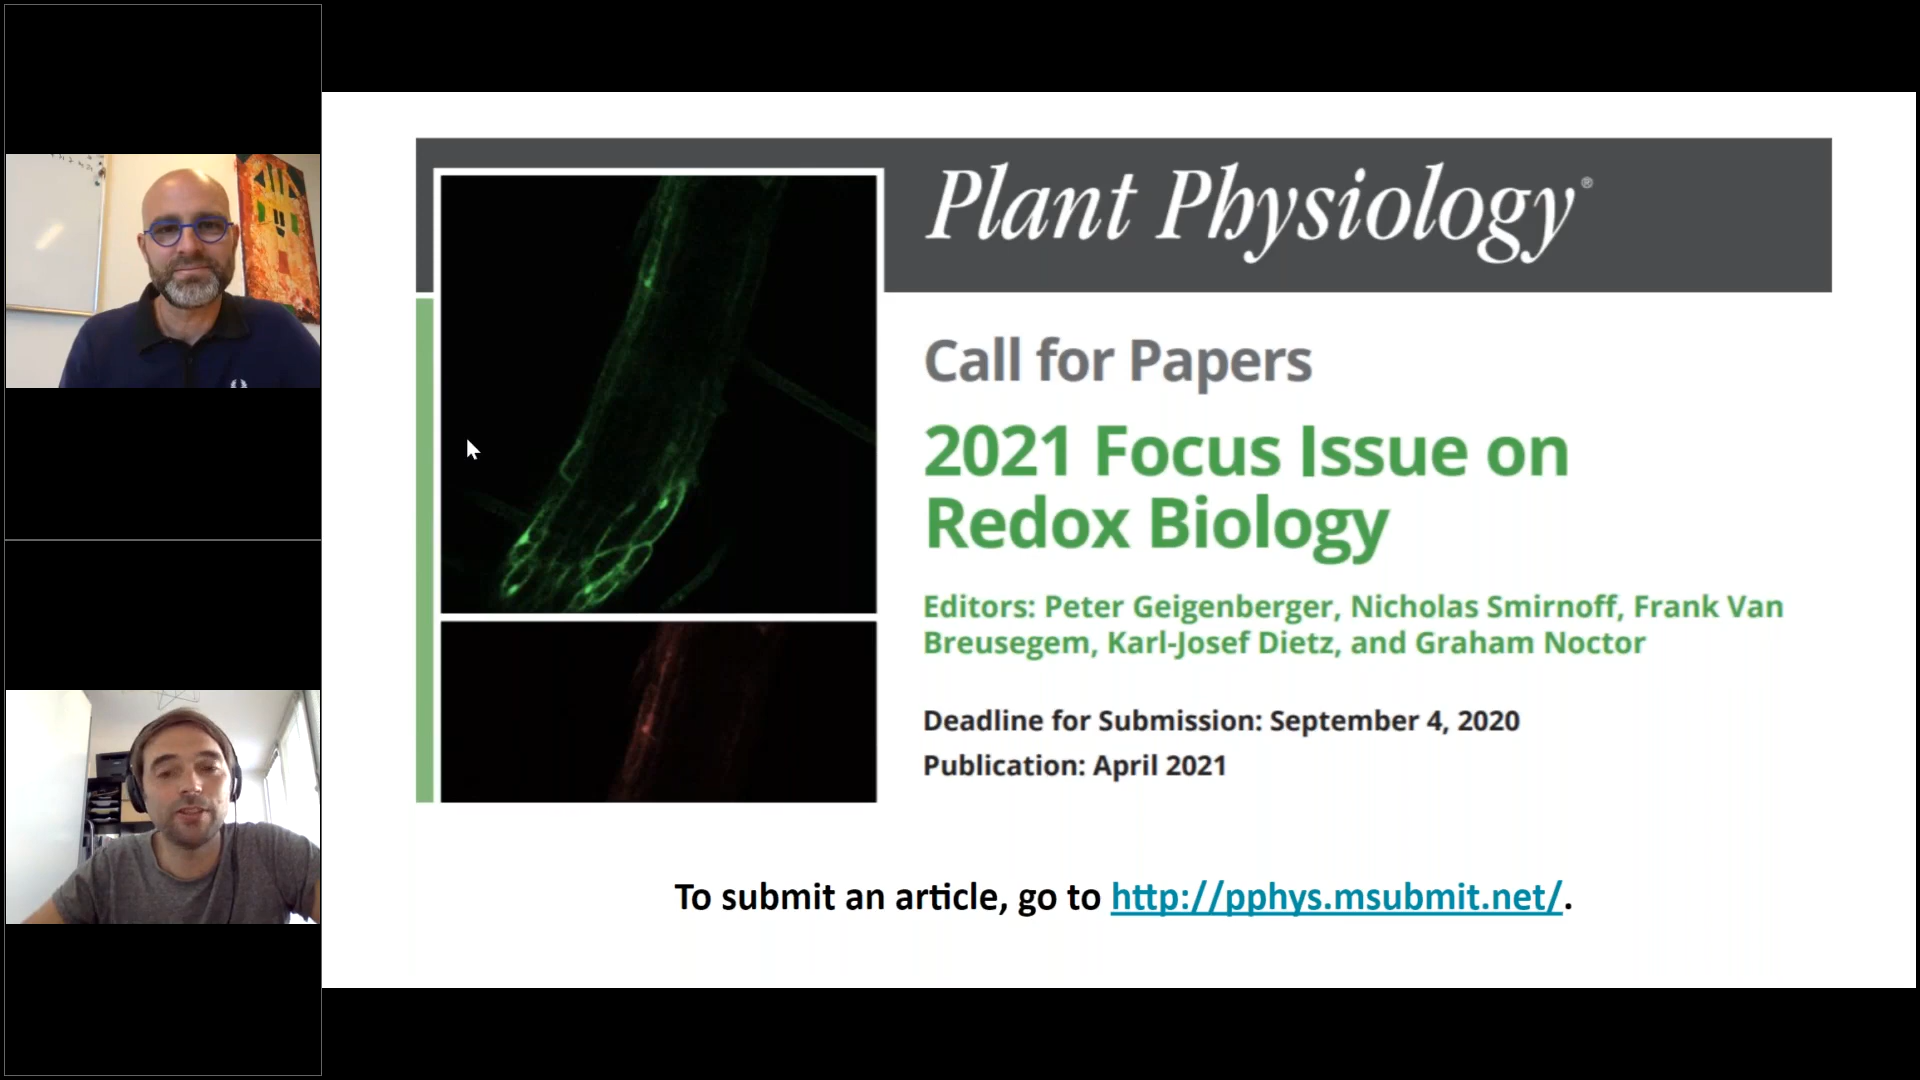 Plant Physiology®
Call for Papers
2021 Focus Issue on
Redox Biology
Editors: Peter Geigenberger, Nicholas Smirnoff, Frank Van
Breusegem, Karl-Josef Dietz, and Graham Noctor
Deadline for Submission: September 4, 2020
Publication: April 2021
To submit an article, go to http://pphys.msubmit.net/.